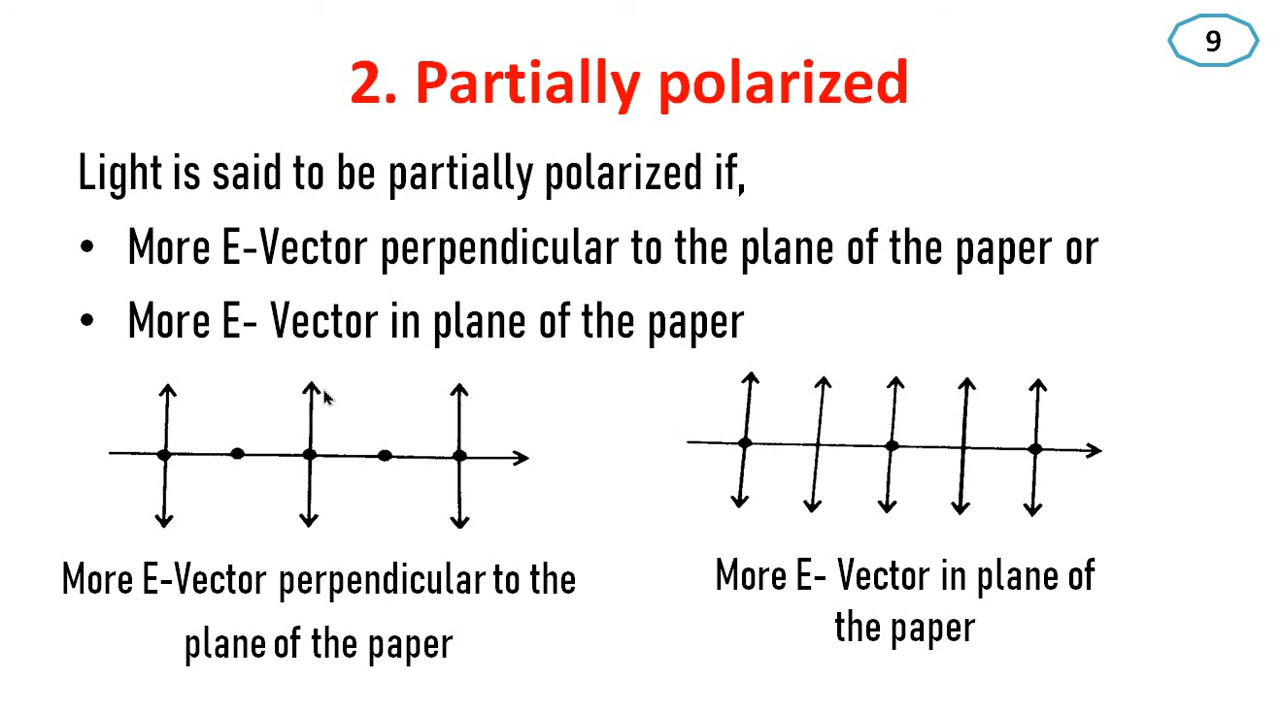 9
2. Partially polarized
Light is said to be partially polarized if,
• More E-Vector perpendicular to the plane of the paper or
• More E- Vector in plane of the paper
More E-Vector perpendicular to the
plane of the paper
More E- Vector in plane of
the paper